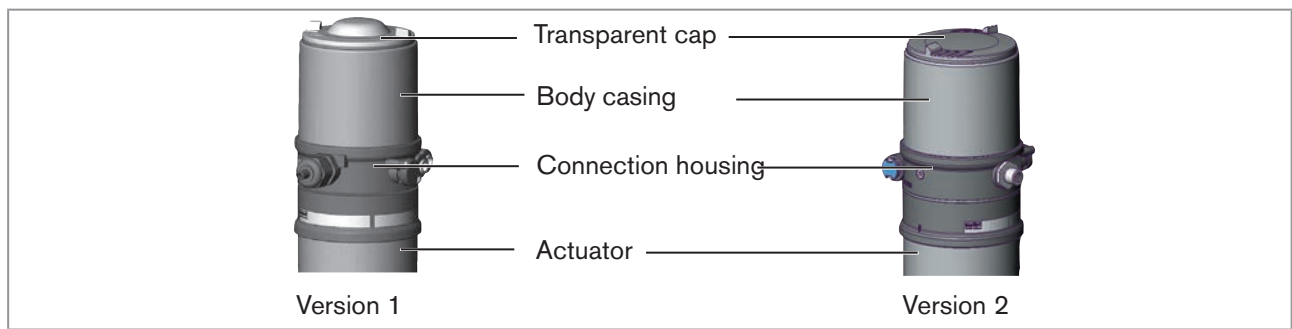 Transparent cap
Body casing
Connection housing
Actuator
Version 1
Version 2